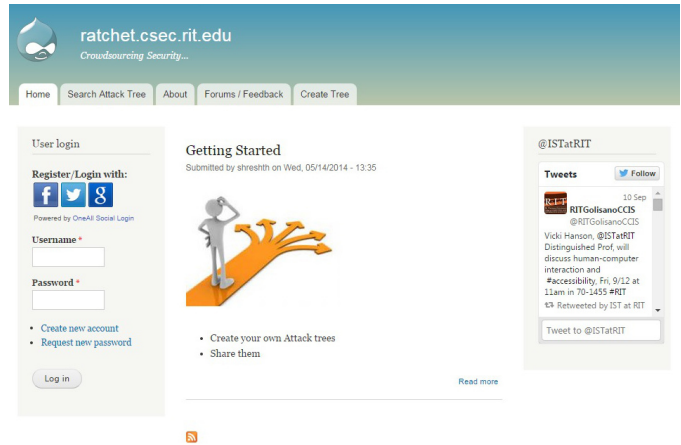 ratchet.csec.rit.edu
Crowdsourcing Security...
Home
Search Attack Tree
About
Forums / Feedback
Create Tree
User login
Register/Login with:
Powered by OneAll Social Login
Username *
Password *
Create new account
Request new password
Log in
Getting Started
Submitted by shreshth on Wed, 05/14/2014 - 13:35
Create your own Attack trees
Share them
Read more
@ISTatRIT
Tweets
Follow
10 Sep
RIT
RITGolisanoCCIS
@RITGolisanoCCIS
Vicki Hanson, @ISTatRIT
Distinguished Prof, will
discuss human-computer
interaction and
#accessibility, Fri, 9/12 at
11am in 70-1455 #RIT
Retweeted by IST at RIT
Tweet to @ISTatRIT